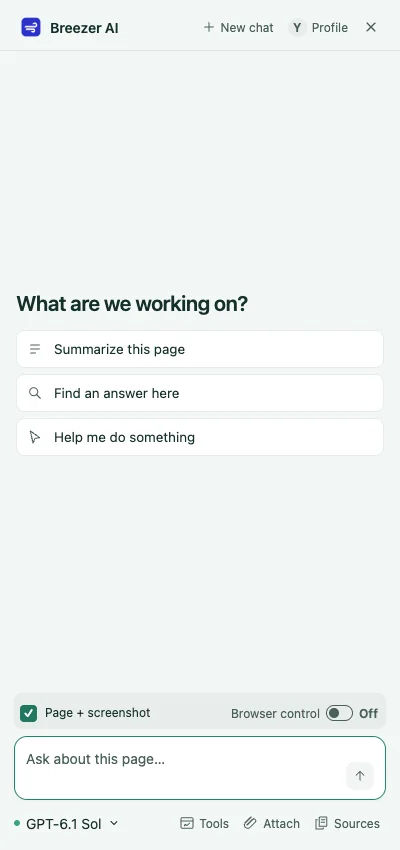 Breezer AI
New chat
Y Profile
What are we working on?
Summarize this page
Find an answer here
Help me do something
Page + screenshot
Browser control Off
Ask about this page...
GPT-6.1 Sol
Tools
Attach
Sources